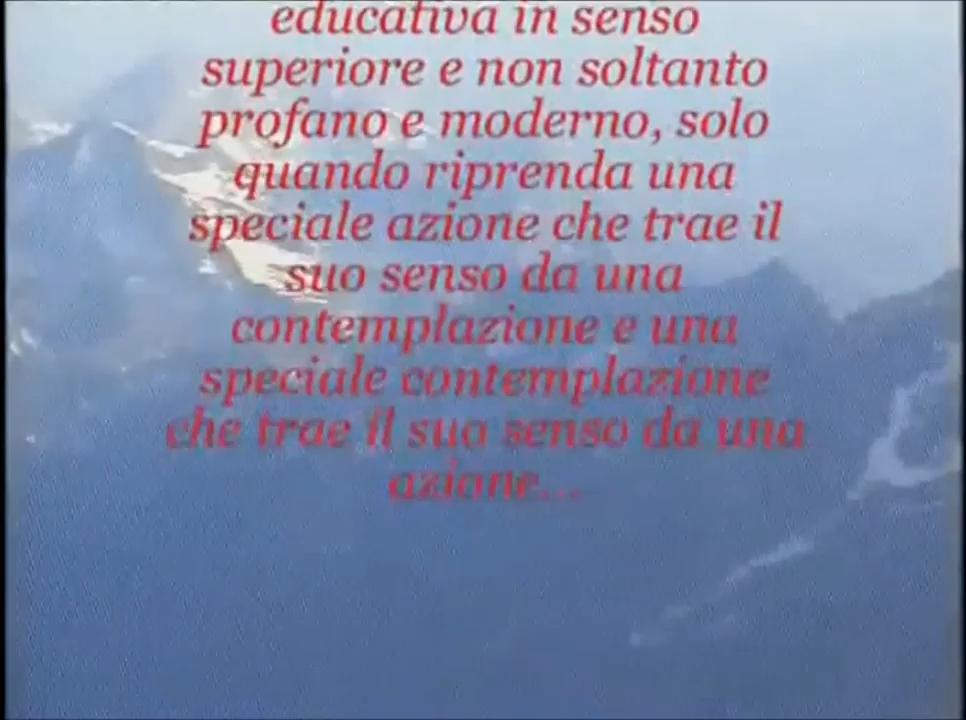 educativa in senso
superiore e non soltanto
profano e moderno, solo
quando riprenda una
speciale azione che trae il
suo senso da una
contemplazione e una
speciale contemplazione
che trae il suo senso da una
azione...